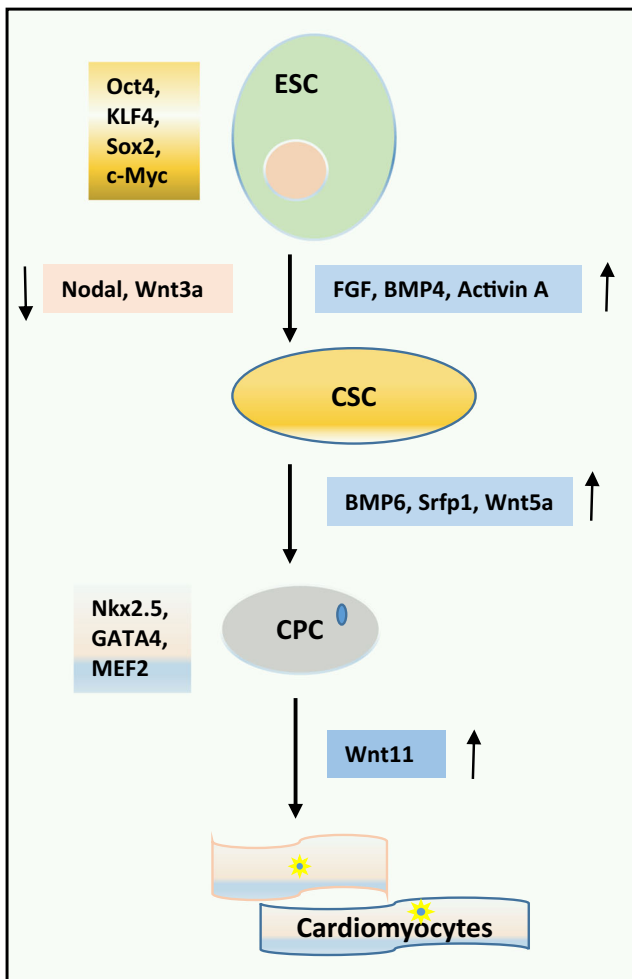 Oct4,
KLF4,
Sox2,
c-Myc
ESC
Nodal, Wnt3a
FGF, BMP4, Activin A
CSC
BMP6, Srfp1, Wnt5a
Nkx2.5,
GATA4,
MEF2
CPC
Wnt11
Cardiomyocytes